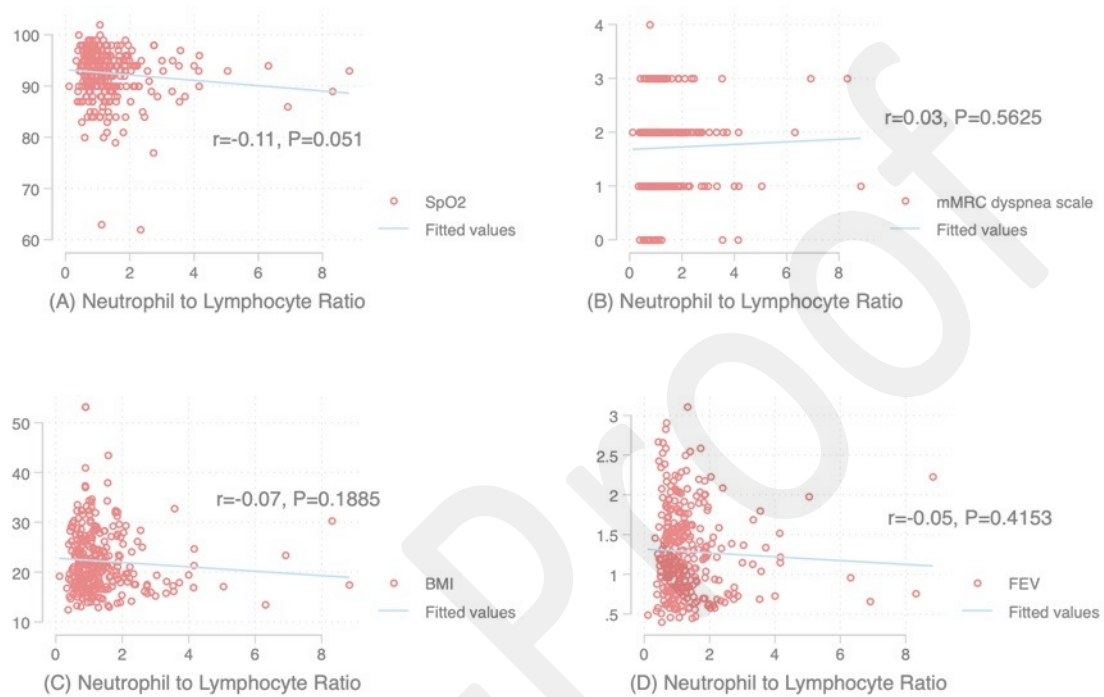 100
90
80
70
60
r=-0.11, P=0.051
SpO2
Fitted values
0 2 4 6 8
(A) Neutrophil to Lymphocyte Ratio
4
3
2
1
0
r=0.03, P=0.5625
mMRC dyspnea scale
Fitted values
0 2 4 6 8
(B) Neutrophil to Lymphocyte Ratio
50
40
30
20
10
r=-0.07, P=0.1885
BMI
Fitted values
0 2 4 6 8
(C) Neutrophil to Lymphocyte Ratio
3
2.5
2
1.5
1
.5
r=-0.05, P=0.4153
FEV
Fitted values
0 2 4 6 8
(D) Neutrophil to Lymphocyte Ratio
Proof